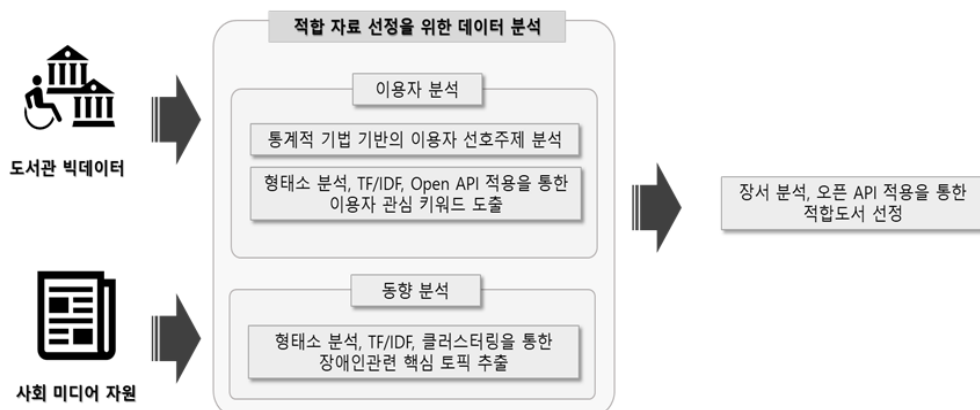 적합 자료 선정을 위한 데이터 분석
도서관 빅데이터
이용자 분석
통계적 기법 기반의 이용자 선호주제 분석
형태소 분석, TF/IDF, Open API 적용을 통한
이용자 관심 키워드 도출
사회 미디어 자원
동향 분석
형태소 분석, TF/IDF, 클러스터링을 통한
장애인관련 핵심 토픽 추출
장서 분석, 오픈 API 적용을 통한
적합도서 선정